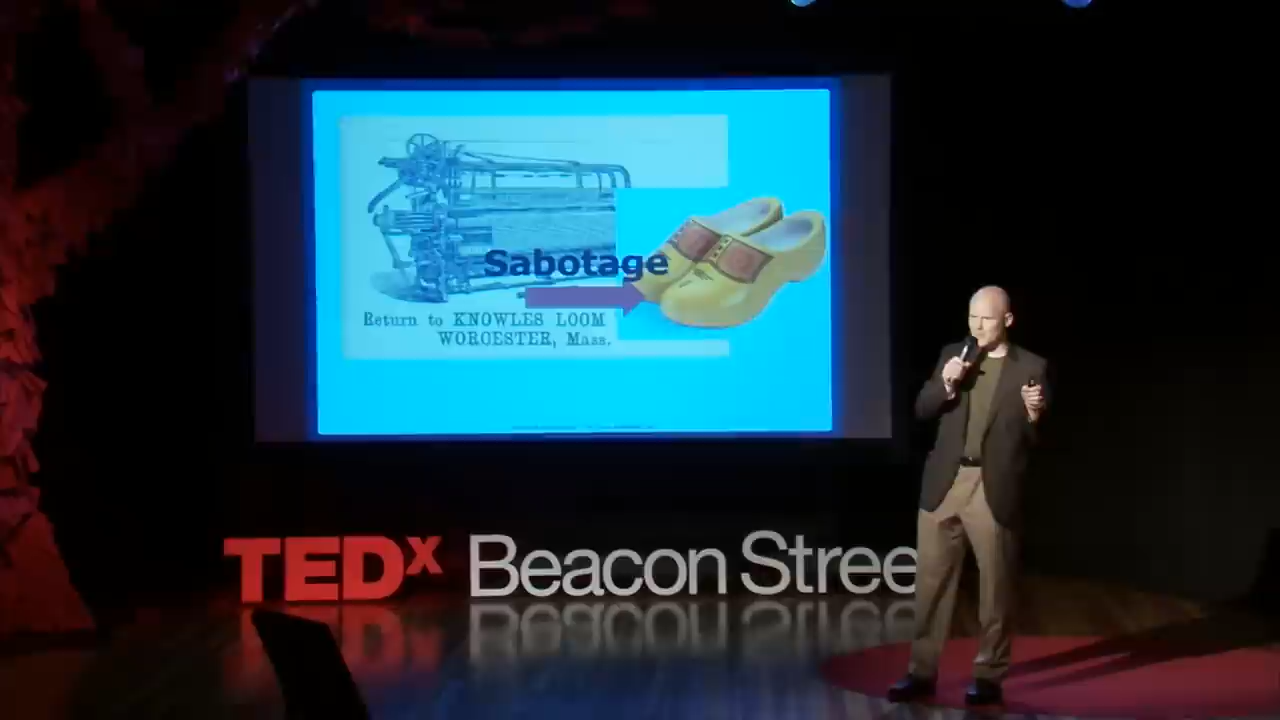 Sabotage
Return to KNOWLES LOOM
WORCESTER, Mass.
TEDx Beacon Stree